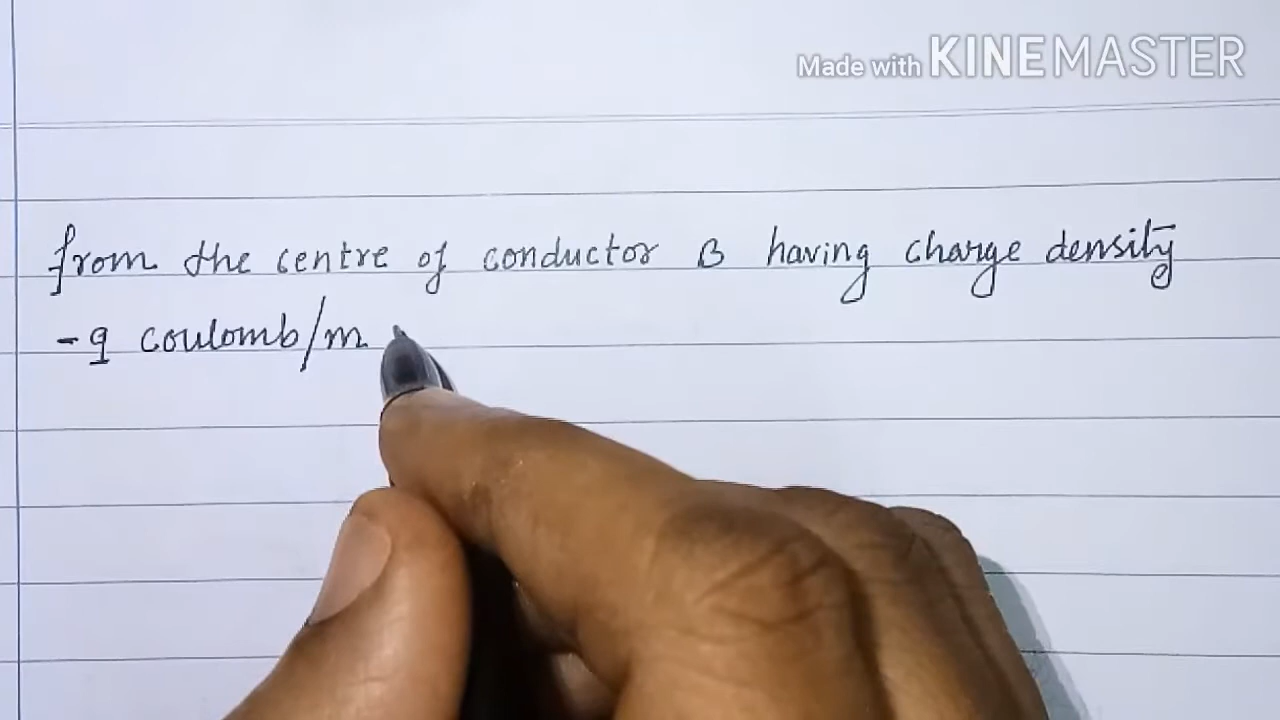 Made with KINEMASTER
from the centre of conductor B having charge density
-q coulomb/m